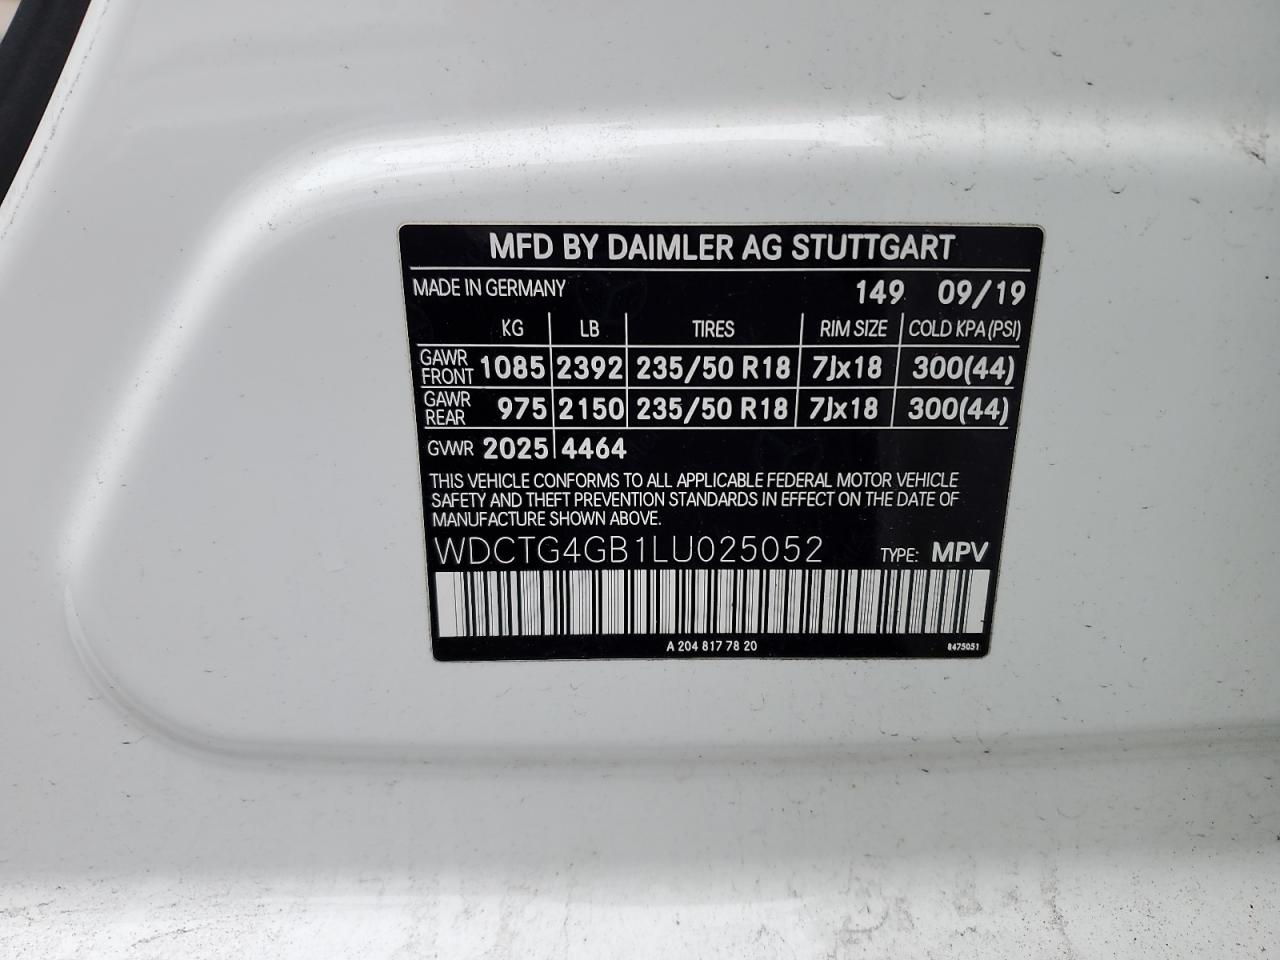 MFD BY DAIMLER AG STUTTGART
MADE IN GERMANY 149 09/19
KG LB TIRES RIM SIZE COLD KPA (PSI)
GAWR FRONT 1085 2392 235/50 R18 7Jx18 300(44)
GAWR REAR 975 2150 235/50 R18 7Jx18 300(44)
GVWR 2025 4464
THIS VEHICLE CONFORMS TO ALL APPLICABLE FEDERAL MOTOR VEHICLE
SAFETY AND THEFT PREVENTION STANDARDS IN EFFECT ON THE DATE OF
MANUFACTURE SHOWN ABOVE.
WDCTG4GB1LU025052 TYPE: MPV
A 204 817 78 20 8475051